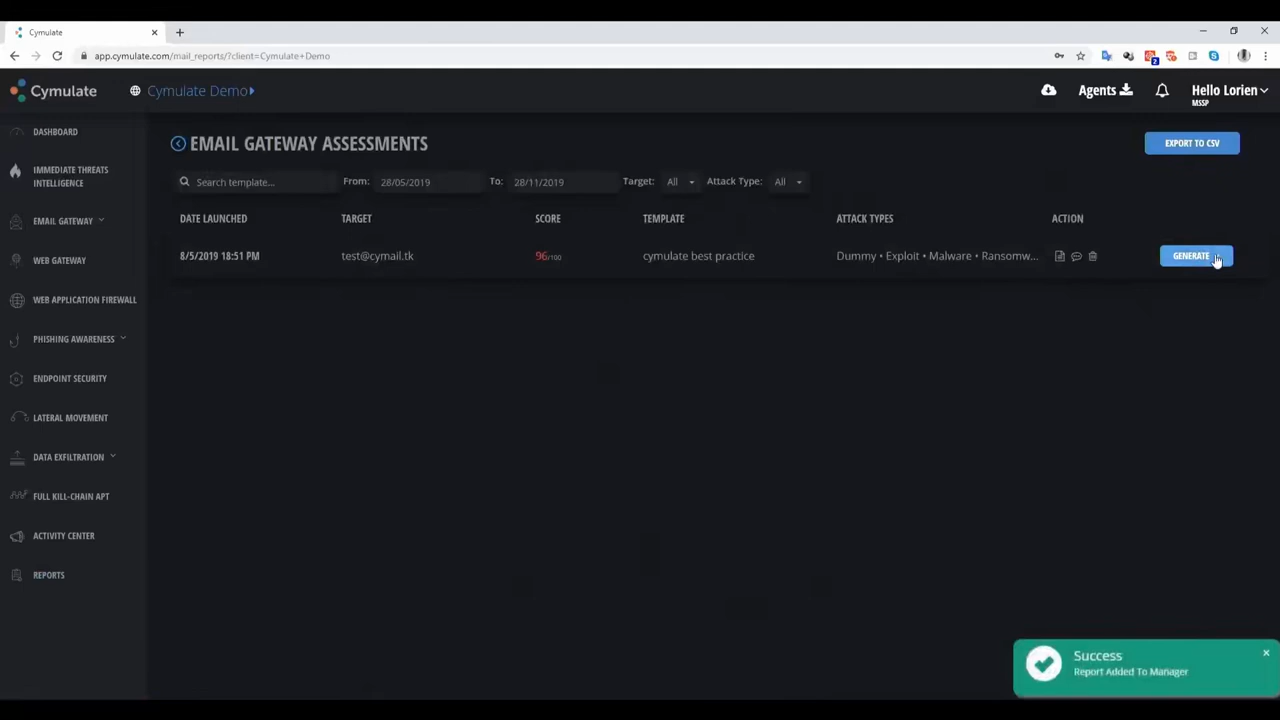 Cymulate
app.cymulate.com/mail_reports/?client=Cymulate+Demo
2
Cymulate
Cymulate Demo
Agents
Hello Lorien
MSSP
DASHBOARD
IMMEDIATE THREATS
INTELLIGENCE
EMAIL GATEWAY
WEB GATEWAY
WEB APPLICATION FIREWALL
PHISHING AWARENESS
ENDPOINT SECURITY
LATERAL MOVEMENT
DATA EXFILTRATION
FULL KILL-CHAIN APT
ACTIVITY CENTER
REPORTS
EMAIL GATEWAY ASSESSMENTS
EXPORT TO CSV
Search template... From: 28/05/2019 To: 28/11/2019 Target: All Attack Type: All
DATE LAUNCHED TARGET SCORE TEMPLATE ATTACK TYPES ACTION
8/5/2019 18:51 PM test@cymail.tk 96/100 cymulate best practice Dummy • Exploit • Malware • Ransomw... GENERATE
Success
Report Added To Manager